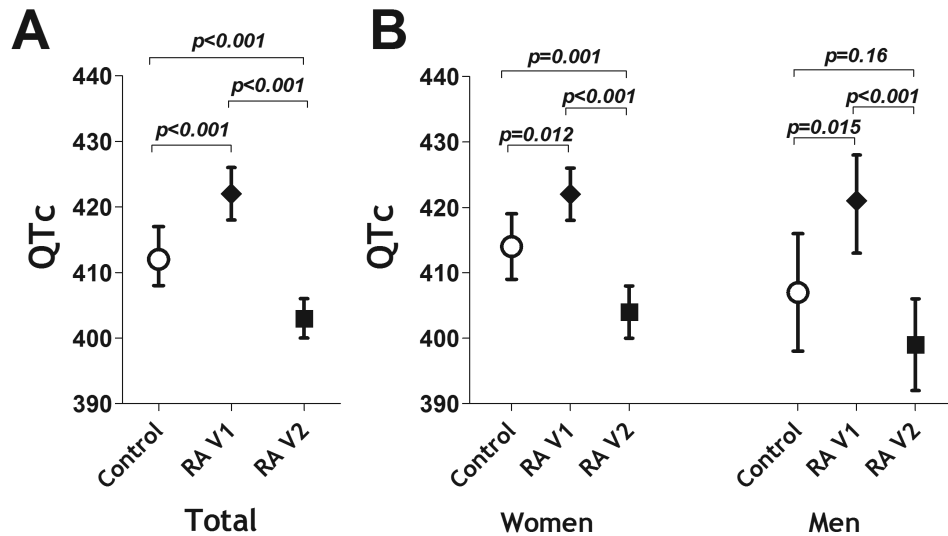 A
p<0.001
p<0.001
p<0.001
440
430
420
410
400
390
QTc
Control
RA V1
RA V2
Total
B
p=0.001
p<0.001
p=0.012
p=0.16
p<0.001
p=0.015
440
430
420
410
400
390
QTc
Control
RA V1
RA V2
Control
RA V1
RA V2
Women
Men